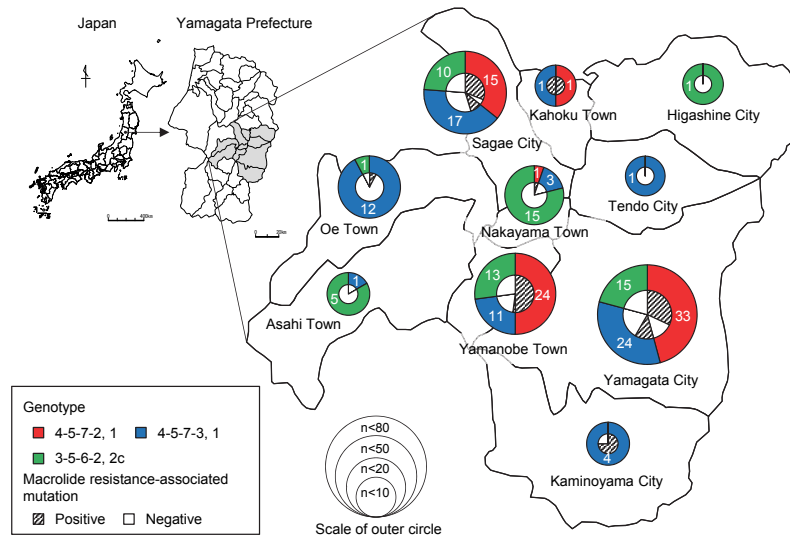 Japan
Yamagata Prefecture
400km
20km
10
15
17
Sagae City
1
1
Kahoku Town
1
Higashine City
1
12
Oe Town
1
3
15
Nakayama Town
1
Tendo City
1
5
Asahi Town
13
24
11
Yamanobe Town
15
33
24
Yamagata City
4
Kaminoyama City
Genotype
4-5-7-2, 1
4-5-7-3, 1
3-5-6-2, 2c
Macrolide resistance-associated
mutation
Positive
Negative
n<80
n<50
n<20
n<10
Scale of outer circle